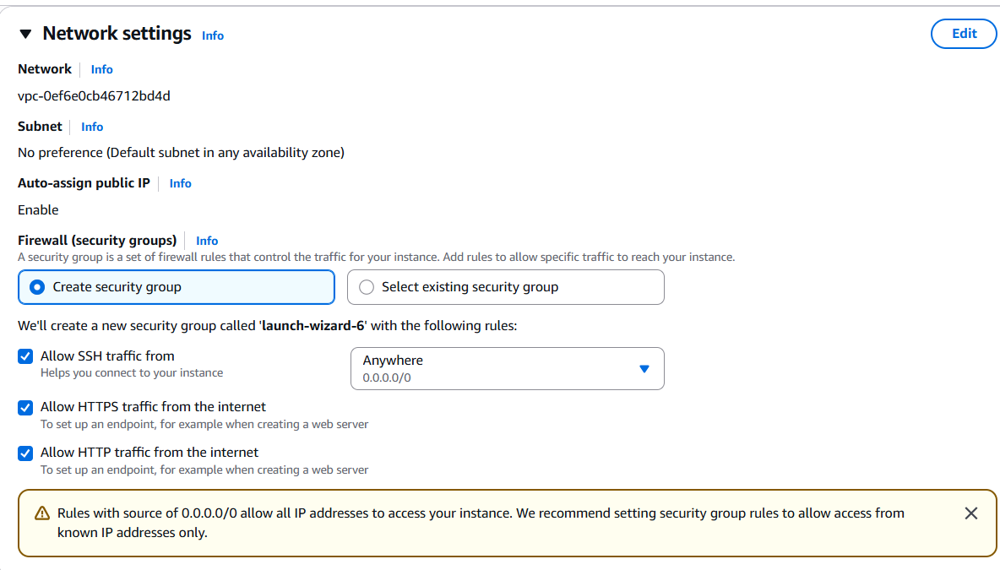 Network settings Info Edit
Network Info
vpc-0ef6e0cb46712bd4d
Subnet Info
No preference (Default subnet in any availability zone)
Auto-assign public IP Info
Enable
Firewall (security groups) Info
A security group is a set of firewall rules that control the traffic for your instance. Add rules to allow specific traffic to reach your instance.
Create security group Select existing security group
We'll create a new security group called 'launch-wizard-6' with the following rules:
Allow SSH traffic from
Helps you connect to your instance
Anywhere
0.0.0.0/0
Allow HTTPS traffic from the internet
To set up an endpoint, for example when creating a web server
Allow HTTP traffic from the internet
To set up an endpoint, for example when creating a web server
Rules with source of 0.0.0.0/0 allow all IP addresses to access your instance. We recommend setting security group rules to allow access from
known IP addresses only.